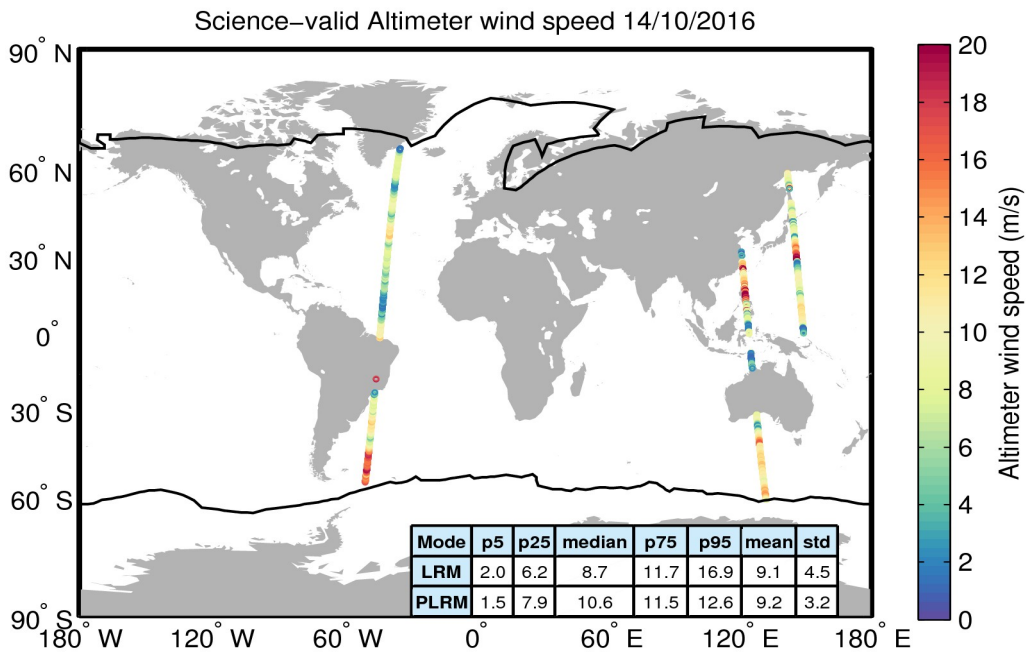 Science−valid Altimeter wind speed 14/10/2016
90° N
60° N
30° N
0°
30° S
60° S
90° S
180° W
120° W
60° W
0°
60° E
120° E
180° E
Mode p5 p25 median p75 p95 mean std
LRM 2.0 6.2 8.7 11.7 16.9 9.1 4.5
PLRM 1.5 7.9 10.6 11.5 12.6 9.2 3.2
20
18
16
14
12
10
8
6
4
2
0
Altimeter wind speed (m/s)